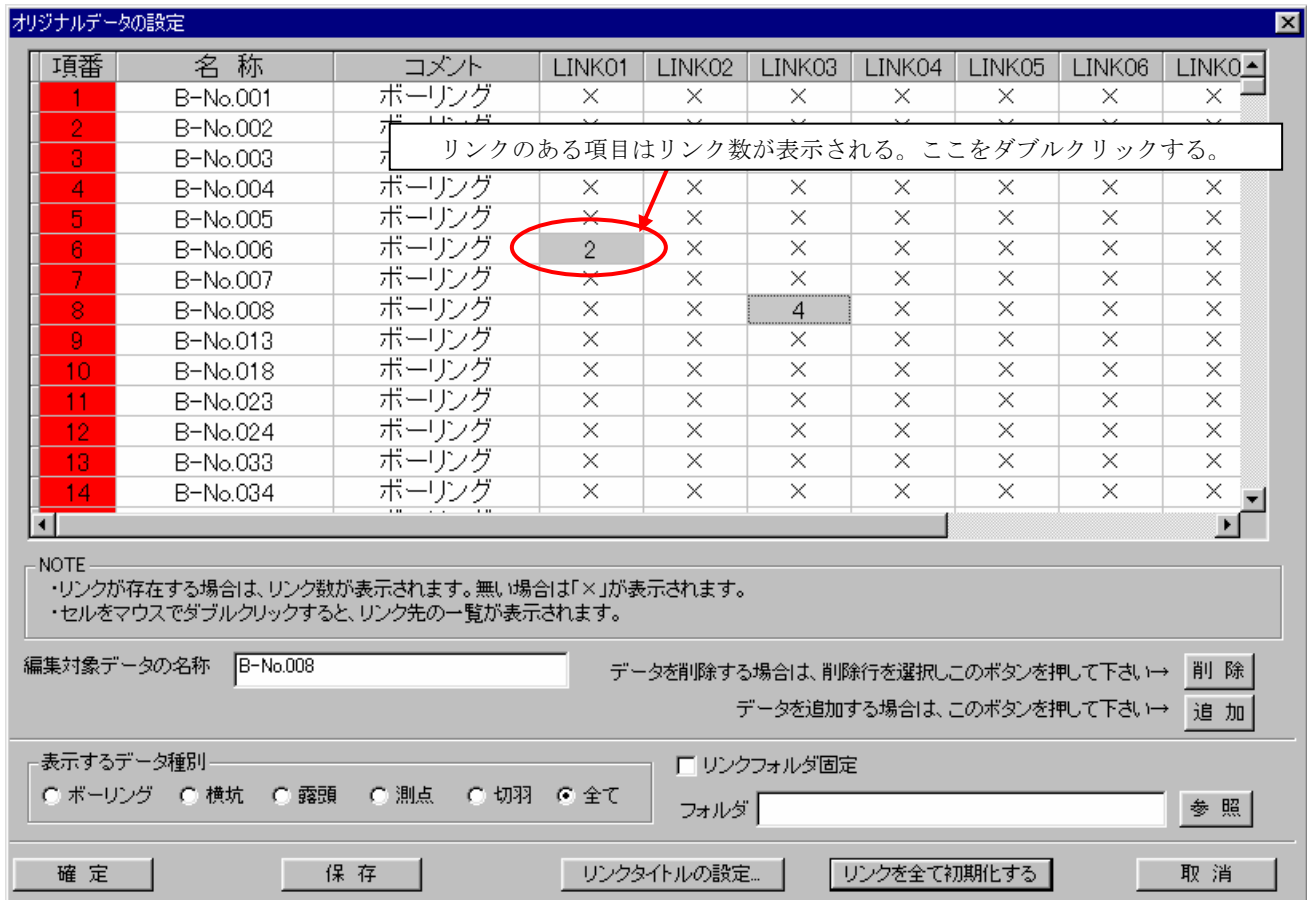 オリジナルデータの設定
項番 名 称 コメント LINK01 LINK02 LINK03 LINK04 LINK05 LINK06 LINK0
1 B-No.001 ボーリング × × × × × × ×
2 B-No.002
リンクのある項目はリンク数が表示される。ここをダブルクリックする。
3 B-No.003
4 B-No.004 ボーリング × × × × × × ×
5 B-No.005 ボーリング × × × × × × ×
6 B-No.006 ボーリング 2 × × × × × ×
7 B-No.007 ボーリング × × × × × × ×
8 B-No.008 ボーリング × × 4 × × × ×
9 B-No.013 ボーリング × × × × × × ×
10 B-No.018 ボーリング × × × × × × ×
11 B-No.023 ボーリング × × × × × × ×
12 B-No.024 ボーリング × × × × × × ×
13 B-No.033 ボーリング × × × × × × ×
14 B-No.034 ボーリング × × × × × × ×
NOTE
・リンクが存在する場合は、リンク数が表示されます。無い場合は「×」が表示されます。
・セルをマウスでダブルクリックすると、リンク先の一覧が表示されます。
編集対象データの名称 B-No.008 データを削除する場合は、削除行を選択しこのボタンを押して下さい→ 削 除
データを追加する場合は、このボタンを押して下さい→ 追 加
表示するデータ種別 リンクフォルダ固定
ボーリング 横坑 露頭 測点 切羽 全て フォルダ 参 照
確 定 保 存 リンクタイトルの設定... リンクを全て初期化する 取 消